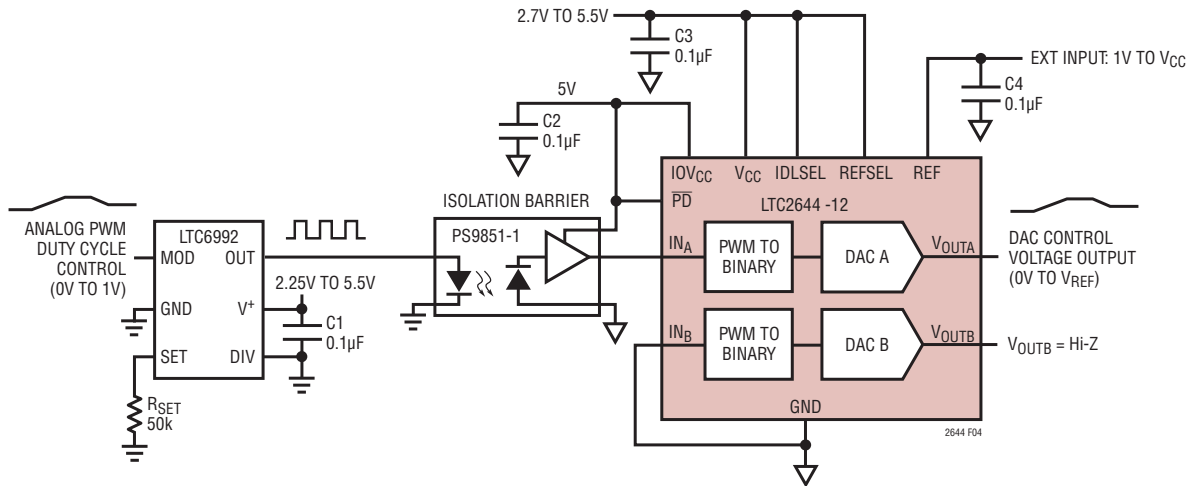 2.7V TO 5.5V
C3
0.1µF
EXT INPUT: 1V TO VCC
C4
0.1µF
5V
C2
0.1µF
IOVCC
VCC
IDLSEL
REFSEL
REF
PD
LTC2644 -12
ISOLATION BARRIER
PS9851-1
ANALOG PWM
DUTY CYCLE
CONTROL
(0V TO 1V)
LTC6992
MOD
OUT
GND
V+
SET
DIV
2.25V TO 5.5V
C1
0.1µF
RSET
50k
INA
PWM TO
BINARY
DAC A
VOUTA
DAC CONTROL
VOLTAGE OUTPUT
(0V TO VREF)
INB
PWM TO
BINARY
DAC B
VOUTB
VOUTB = Hi-Z
GND
2644 F04